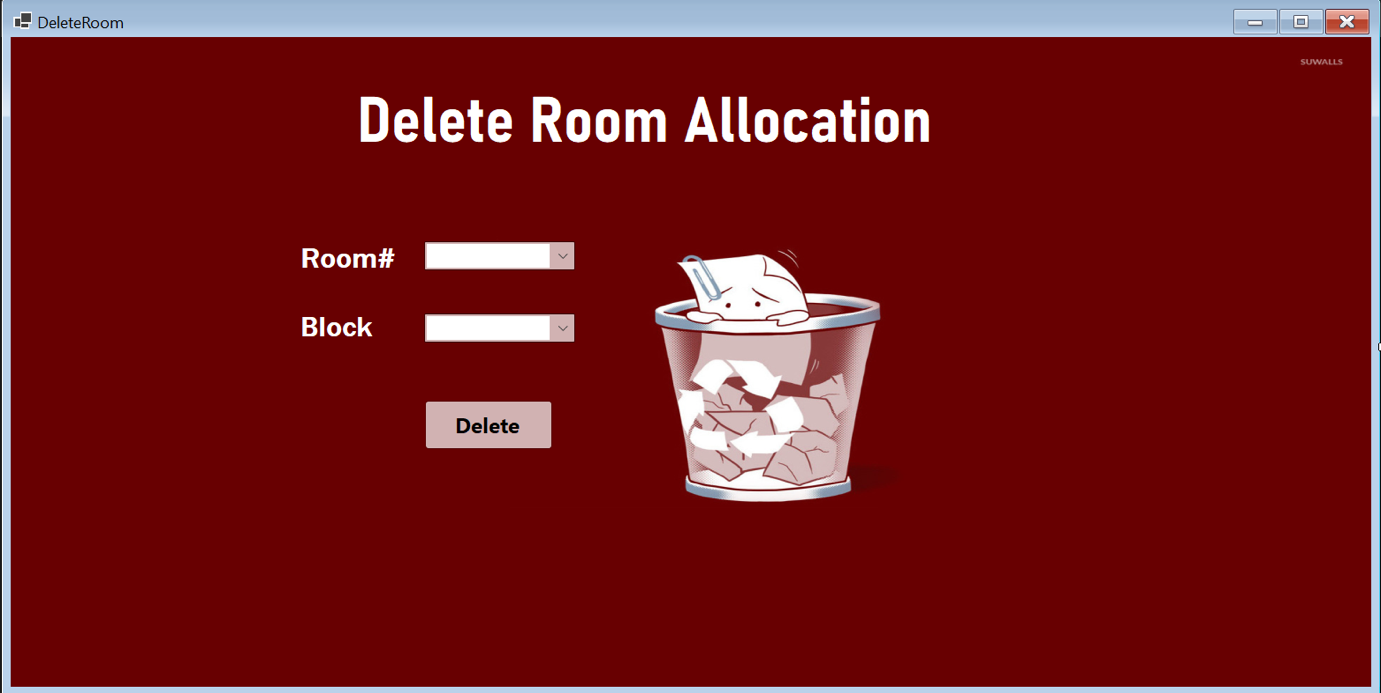 DeleteRoom
SUWALLS
Delete Room Allocation
Room#
Block
Delete